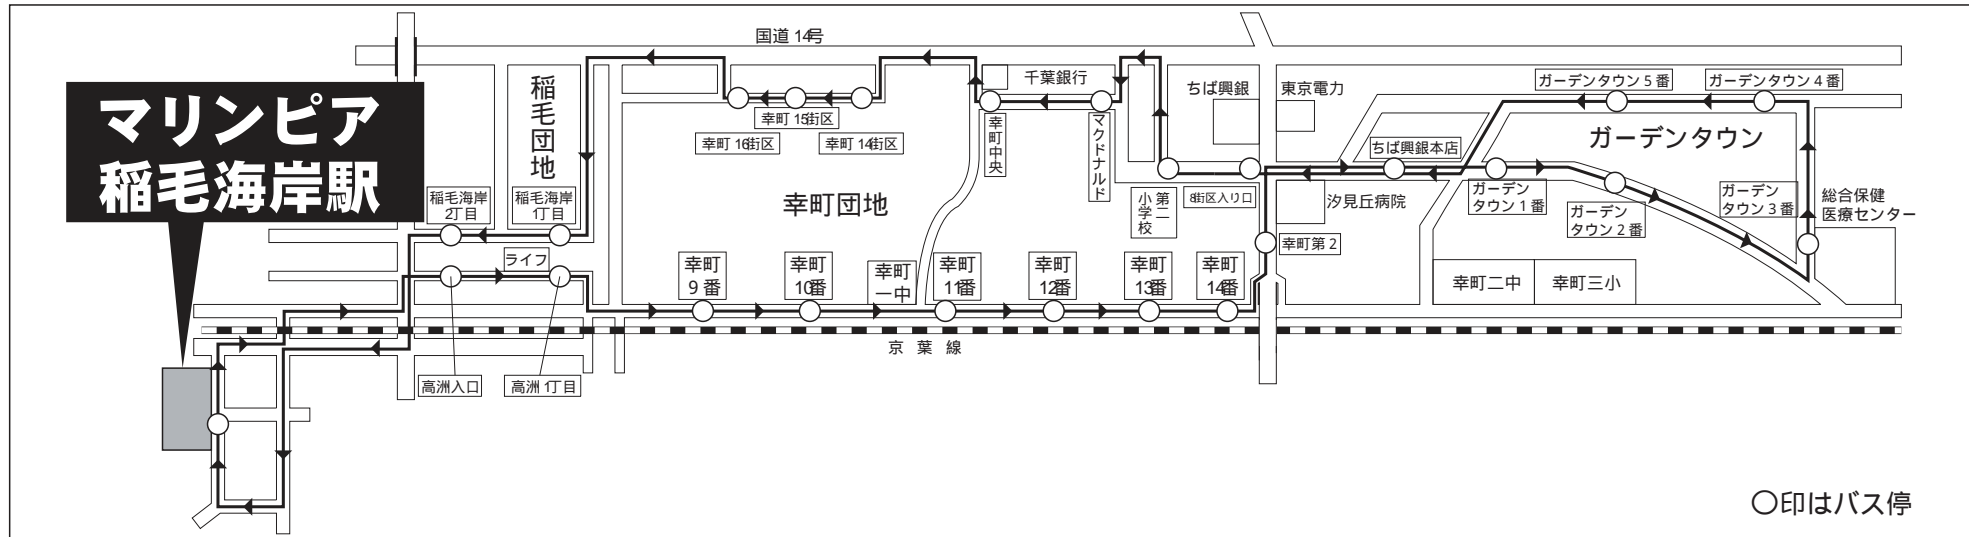 国道 14号
マリンピア
稲毛海岸駅
稲毛団地
千葉銀行
ちば興銀
東京電力
ガーデンタウン 5 番
ガーデンタウン 4 番
幸町 15街区
幸町 16街区
幸町 14街区
幸町中央
マクドナルド
ちば興銀本店
ガーデンタウン
稲毛海岸
2丁目
稲毛海岸
1丁目
幸町団地
第二
小学校
8街区入り口
汐見丘病院
ガーデン
タウン 1 番
ガーデン
タウン 2 番
ガーデン
タウン 3 番
総合保健
医療センター
ライフ
幸町第 2
幸町
9 番
幸町
10番
幸町
一中
幸町
11番
幸町
12番
幸町
13番
幸町
14番
幸町二中
幸町三小
京葉線
高洲入口
高洲 1丁目
〇印はバス停